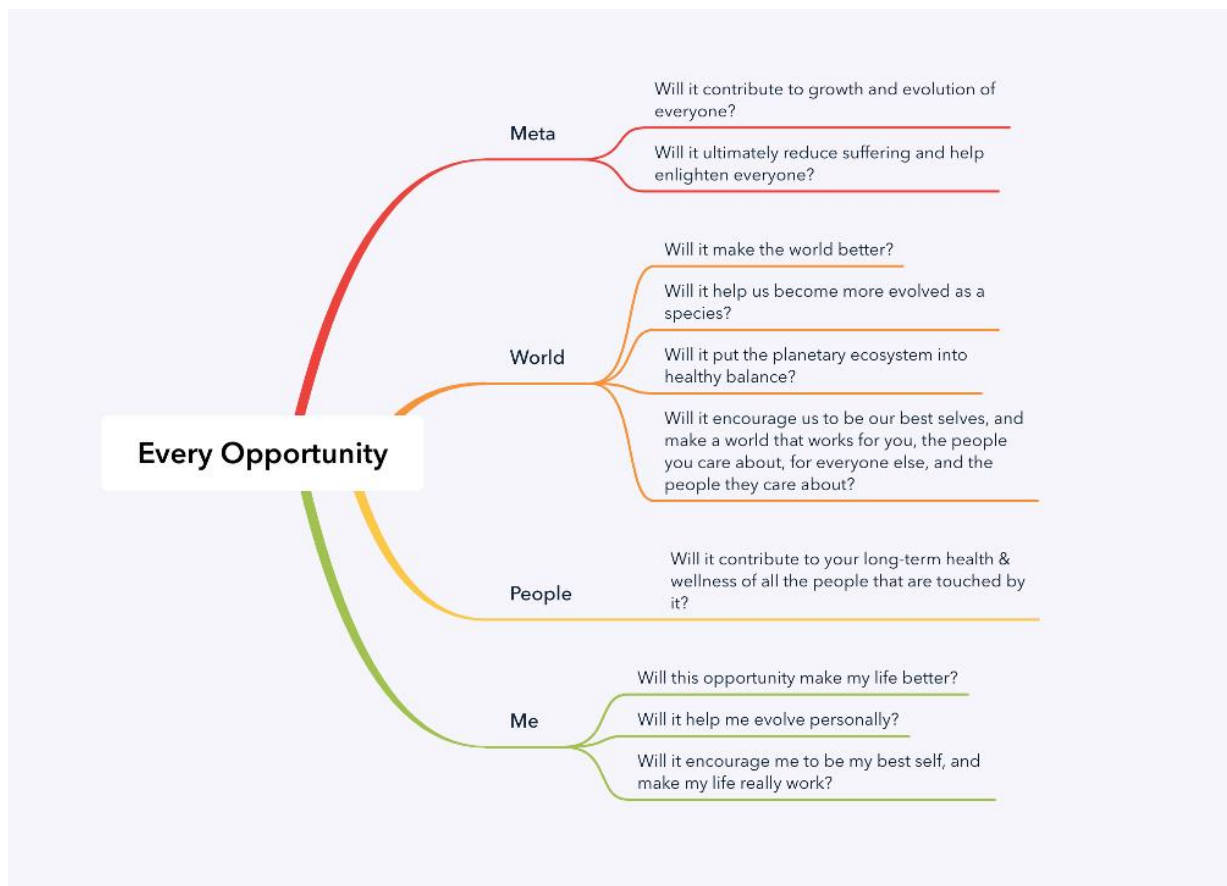 Every Opportunity
Meta
Will it contribute to growth and evolution of
everyone?
Will it ultimately reduce suffering and help
enlighten everyone?
World
Will it make the world better?
Will it help us become more evolved as a
species?
Will it put the planetary ecosystem into
healthy balance?
Will it encourage us to be our best selves, and
make a world that works for you, the people
you care about, for everyone else, and the
people they care about?
People
Will it contribute to your long-term health &
wellness of all the people that are touched by
it?
Me
Will this opportunity make my life better?
Will it help me evolve personally?
Will it encourage me to be my best self, and
make my life really work?